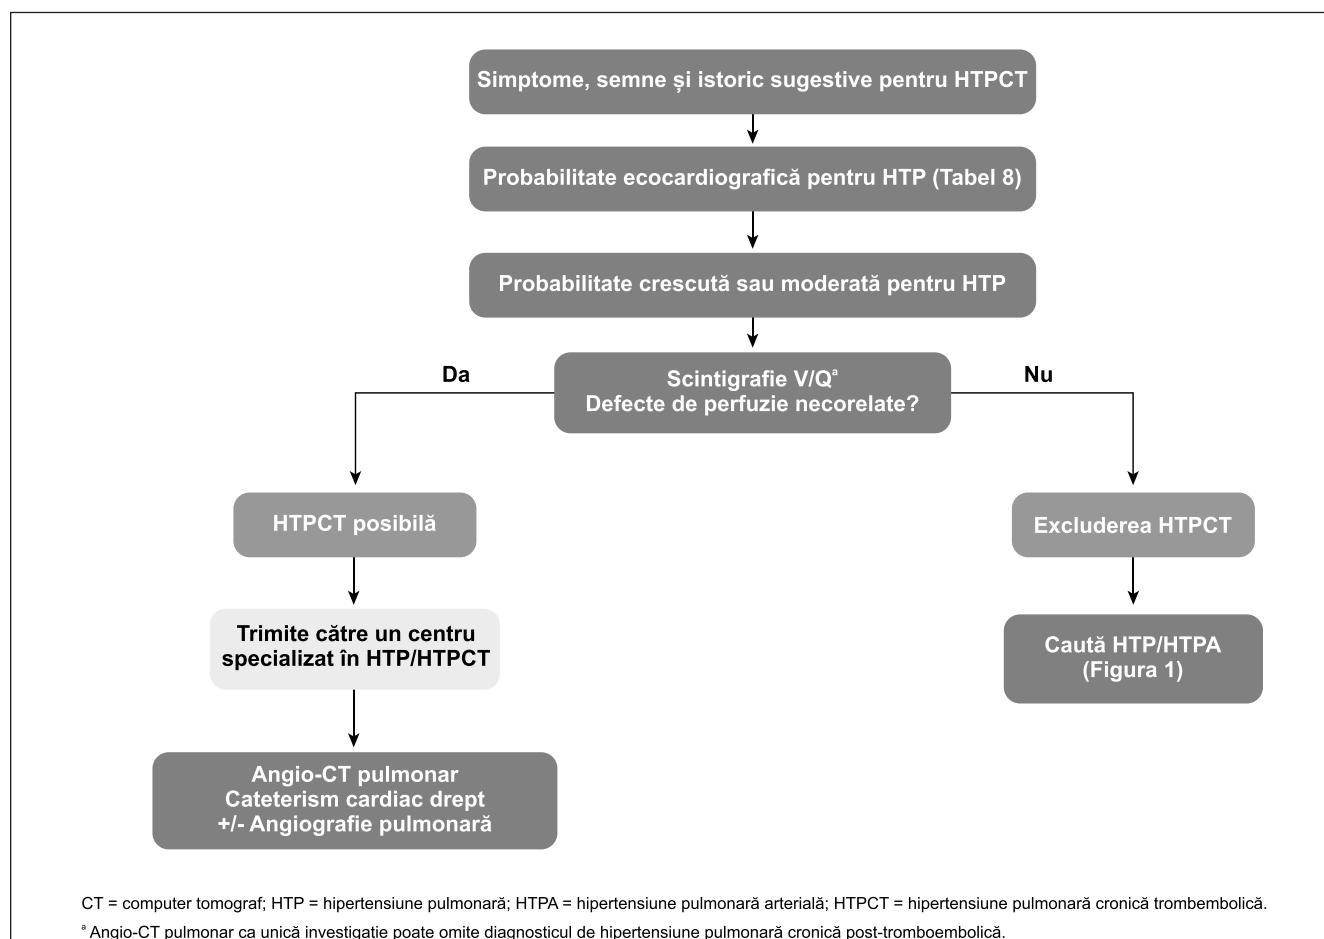 Simptome, semne și istoric sugestive pentru HTPCT
Probabilitate ecocardiografică pentru HTP (Tabel 8)
Probabilitate crescută sau moderată pentru HTP
Da
Scintigrafie V/Qª
Defecte de perfuzie necorelate?
Nu
HTPCT posibilă
Excluderea HTPCT
Trimite către un centru
specializat în HTP/HTPCT
Caută HTP/HTPA
(Figura 1)
Angio-CT pulmonar
Cateterism cardiac drept
+/- Angiografie pulmonară
CT = computer tomograf; HTP = hipertensiune pulmonară; HTPA = hipertensiune pulmonară arterială; HTPCT = hipertensiune pulmonară cronică trombembolică.
ª Angio-CT pulmonar ca unică investigație poate omite diagnosticul de hipertensiune pulmonară cronică post-tromboembolică.